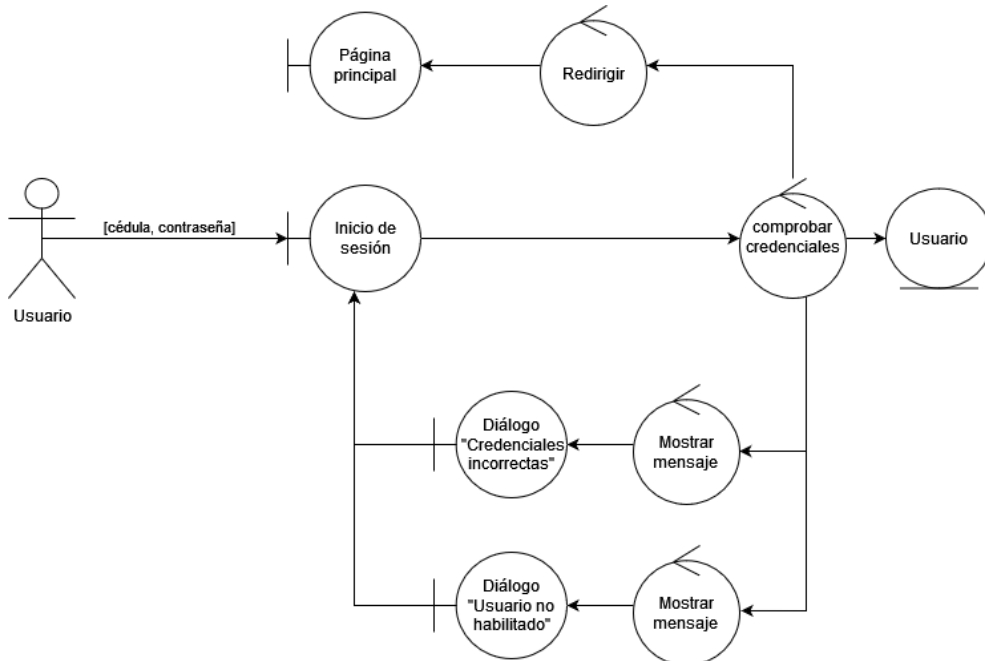 Página
principal
Redirigir
[cédula, contraseña]
Inicio de
sesión
comprobar
credenciales
Usuario
Usuario
Diálogo
"Credenciales
incorrectas"
Mostrar
mensaje
Diálogo
"Usuario no
habilitado"
Mostrar
mensaje